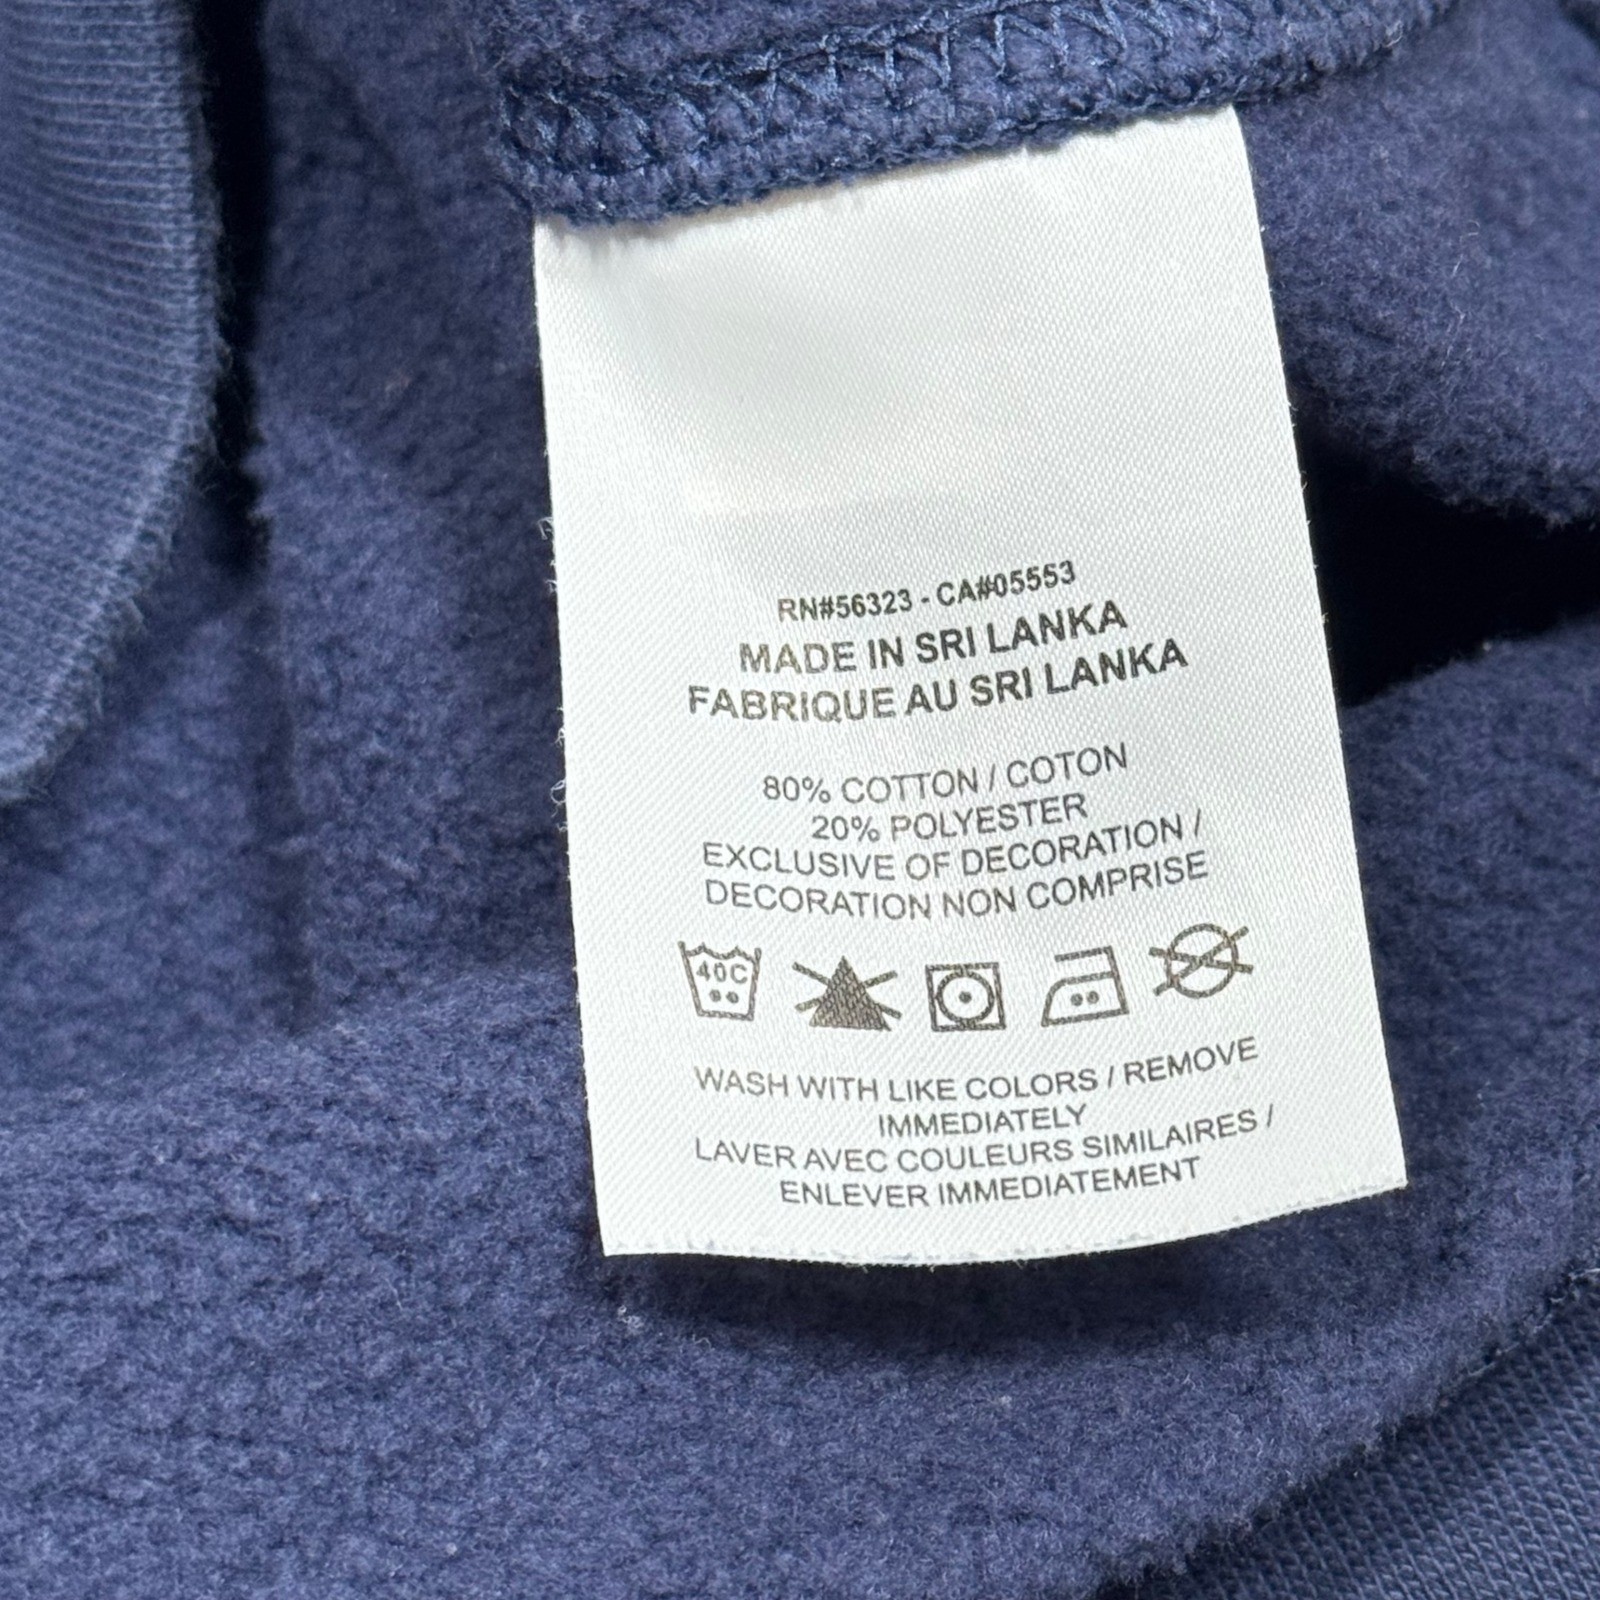 RN#56323 - CA#05553
MADE IN SRI LANKA
FABRIQUE AU SRI LANKA
80% COTTON / COTON
20% POLYESTER
EXCLUSIVE OF DECORATION /
DECORATION NON COMPRISE
40C
WASH WITH LIKE COLORS / REMOVE
IMMEDIATELY
LAVER AVEC COULEURS SIMILAIRES /
ENLEVER IMMEDIATEMENT